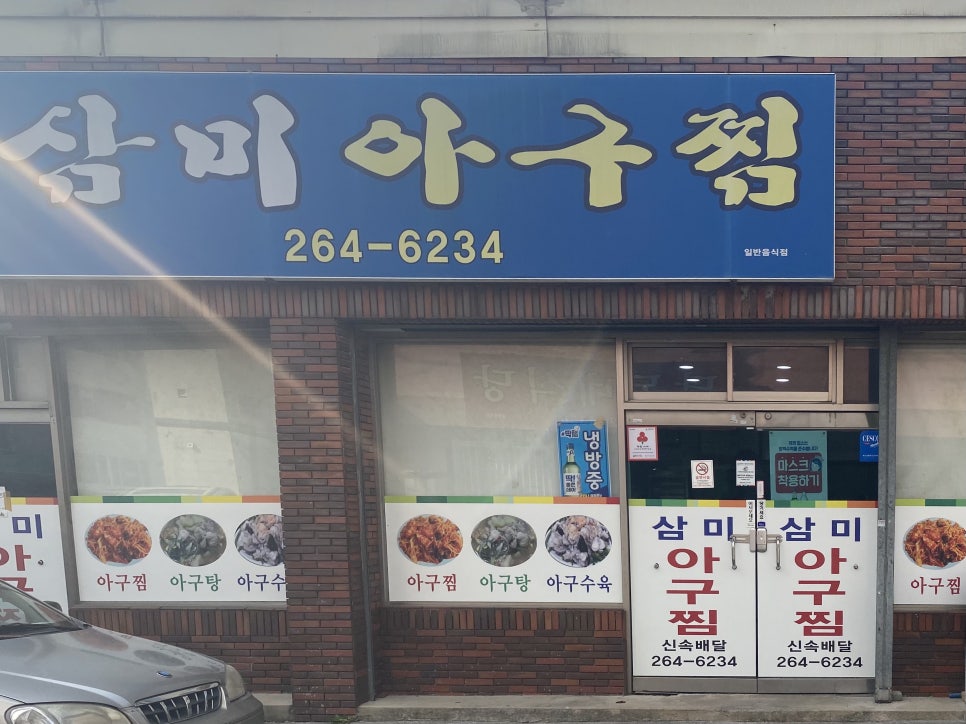 삼미 아구찜
264-6234
일반음식점
냉방중
마스크
착용하기
CESCO
미
아구찜 아구탕 아구수
아구찜 아구탕 아구수육
삼미
아구찜
신속배달
264-6234
삼미
아구찜
신속배달
264-6234
아구찜